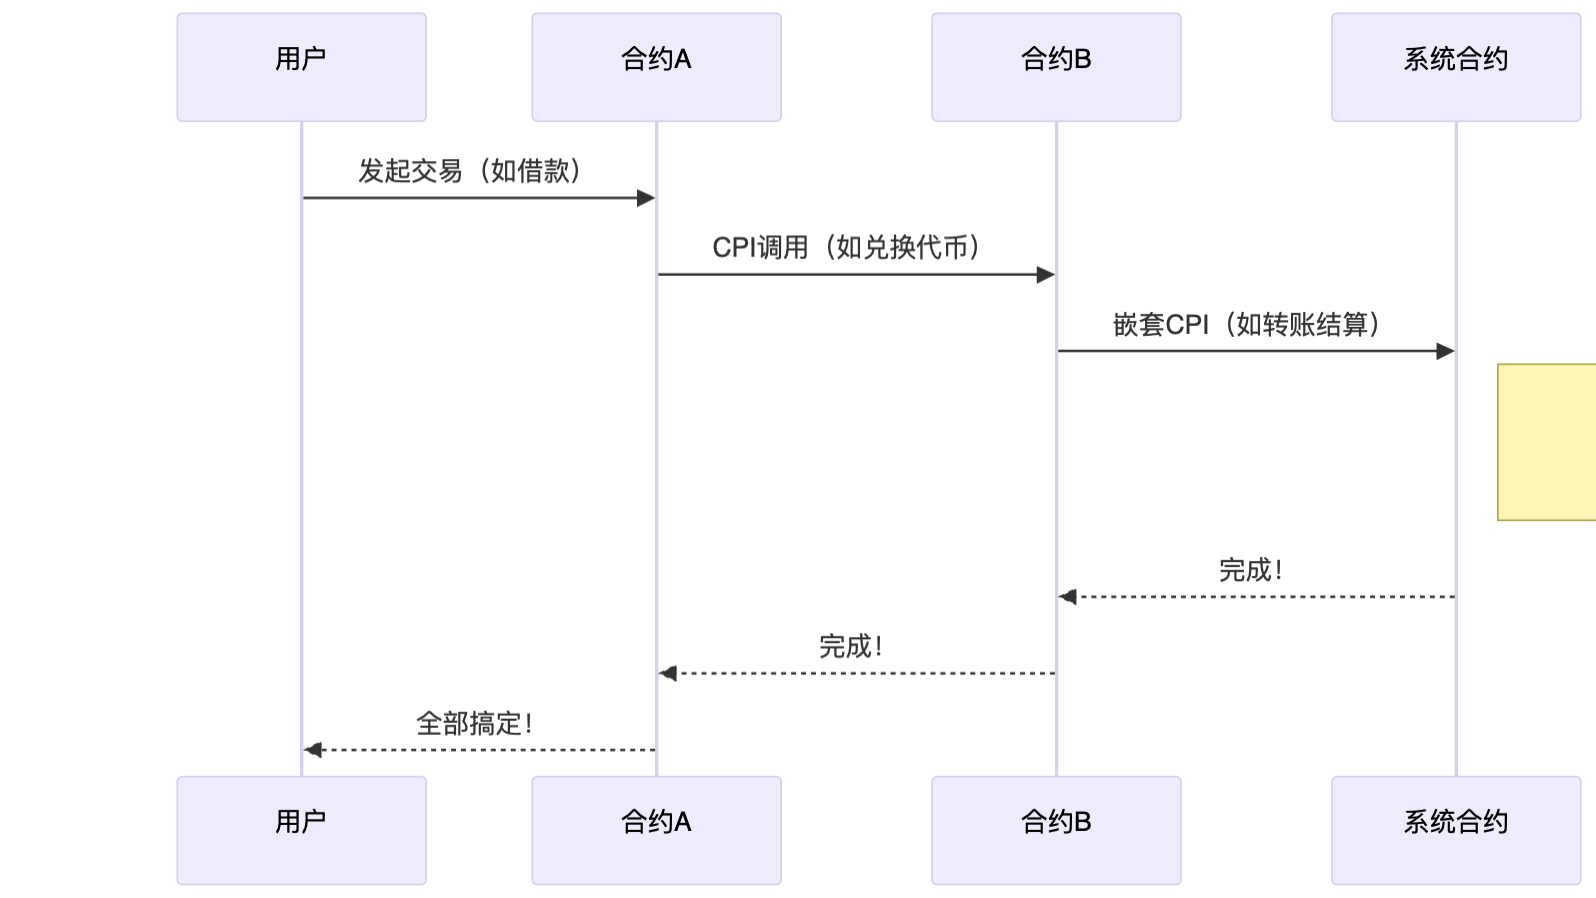 用户
合约A
合约B
系统合约
发起交易（如借款）
CPI调用（如兑换代币）
嵌套CPI（如转账结算）
完成！
完成！
全部搞定！
用户
合约A
合约B
系统合约